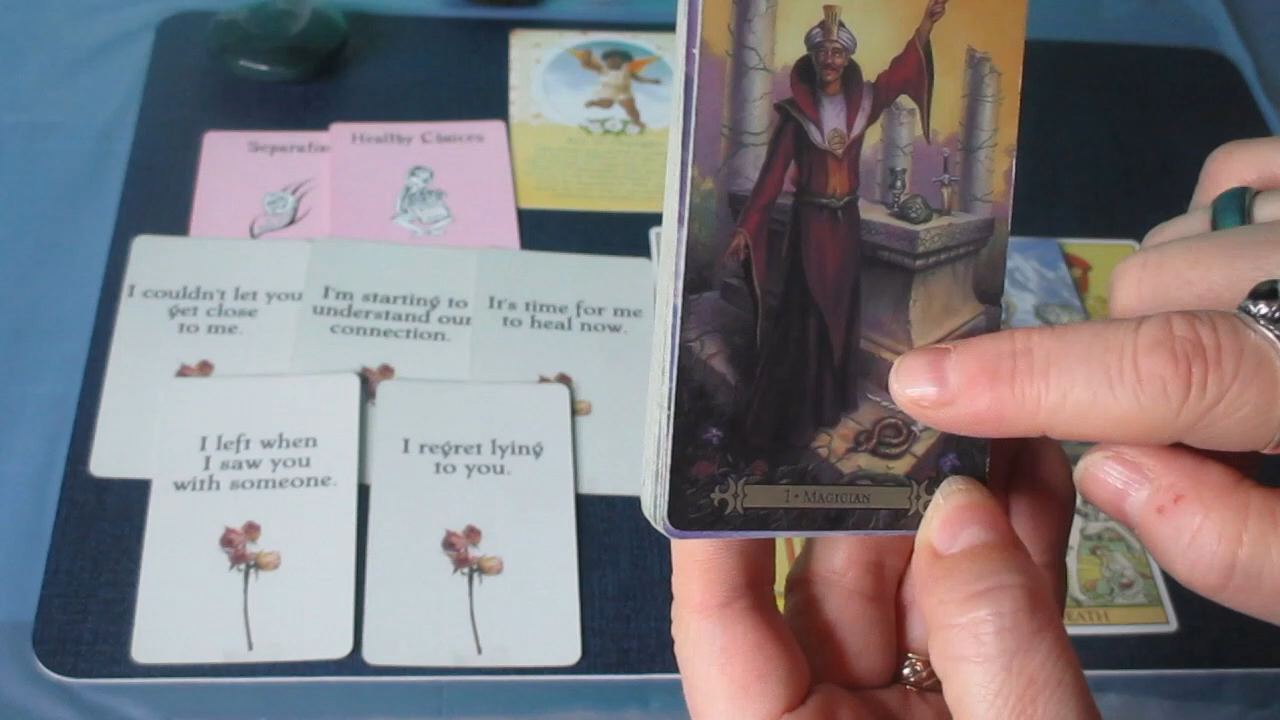 Healthy Choices
I couldn't let you
get close
to me.
I'm starting to
understand our
connection.
It's time for me
to heal now.
I left when
I saw you
with someone.
I regret lying
to you.
1 • MAGICIAN